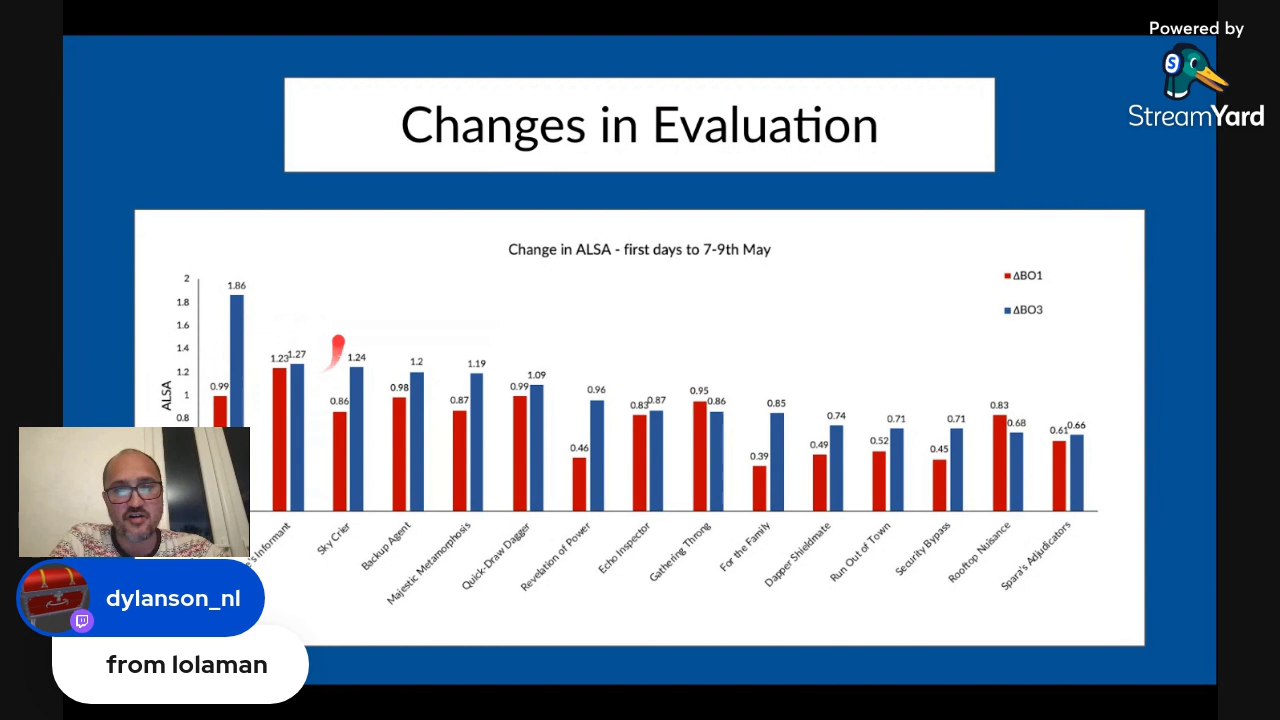 Powered by
StreamYard
Changes in Evaluation
Change in ALSA - first days to 7-9th May
ΔBO1
ΔBO3
ALSA
2
1.8
1.6
1.4
1.2
1
0.8
0.99
1.86
1.23
1.27
0.86
1.24
0.98
1.2
0.87
1.19
0.99
1.09
0.46
0.96
0.83
0.87
0.95
0.86
0.39
0.85
0.49
0.74
0.52
0.71
0.45
0.71
0.83
0.68
0.61
0.66
Informant
Sky Crier
Backup Agent
Majestic Metamorphosis
Quick-Draw Dagger
Revelation of Power
Echo Inspector
Gathering Throng
For the Family
Dapper Shieldmate
Run Out of Town
Security Bypass
Rooftop Nuisance
Spara's Adjudicators
dylanson_nl
from lolaman